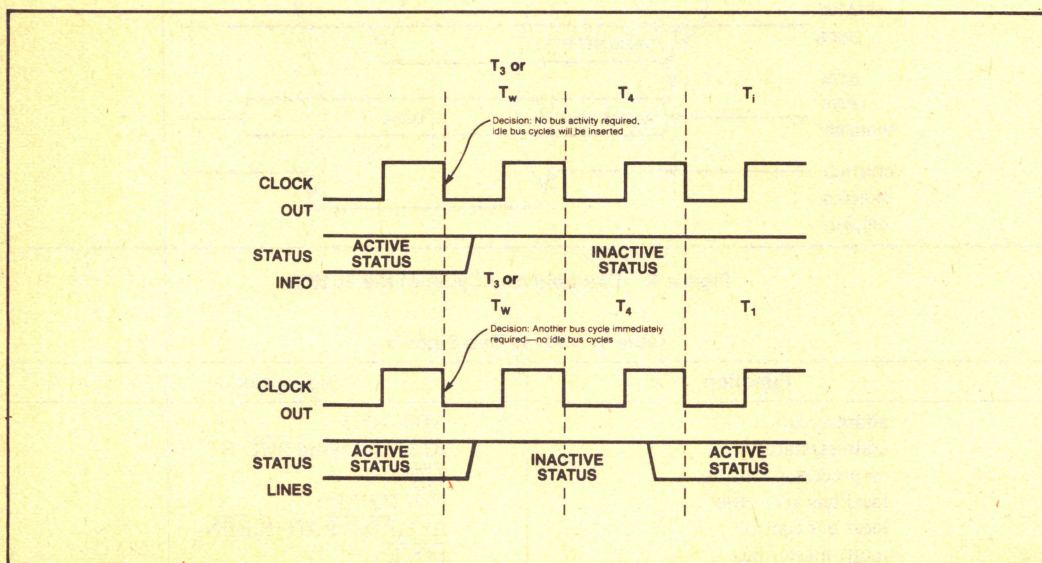 T3 or
Tw T4 Ti
Decision: No bus activity required,
idle bus cycles will be inserted
CLOCK
OUT
STATUS
INFO
ACTIVE
STATUS
INACTIVE
STATUS
T3 or
TW T4 T1
Decision: Another bus cycle immediately
required—no idle bus cycles
CLOCK
OUT
STATUS
LINES
ACTIVE
STATUS
INACTIVE
STATUS
ACTIVE
STATUS